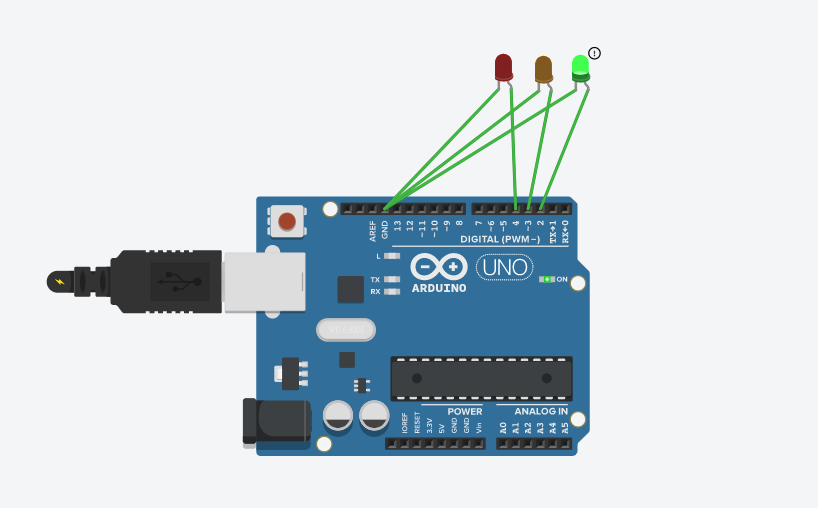 !
AREF
GND
13
12
~11
~10
~9
8
7
~6
~5
4
~3
2
TX→1
RX←0
DIGITAL (PWM~)
L
TX
RX
UNO
ARDUINO
ON
POWER
ANALOG IN
IOREF
RESET
3.3V
5V
GND
GND
Vin
A0
A1
A2
A3
A4
A5